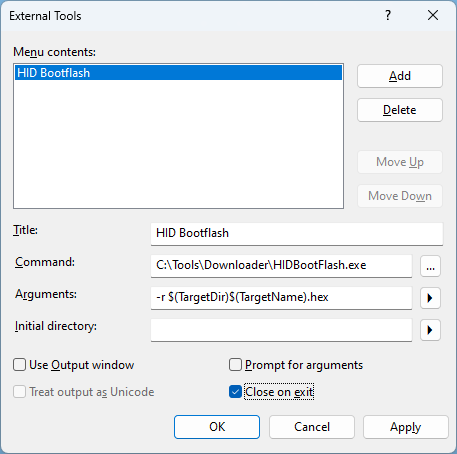 External Tools
Menu contents:
HID Bootflash
Add
Delete
Move Up
Move Down
Title:
HID Bootflash
Command:
C:\Tools\Downloader\HIDBootFlash.exe
...
Arguments:
-r $(TargetDir)$(TargetName).hex
Initial directory:
Use Output window
Prompt for arguments
Treat output as Unicode
Close on exit
OK
Cancel
Apply